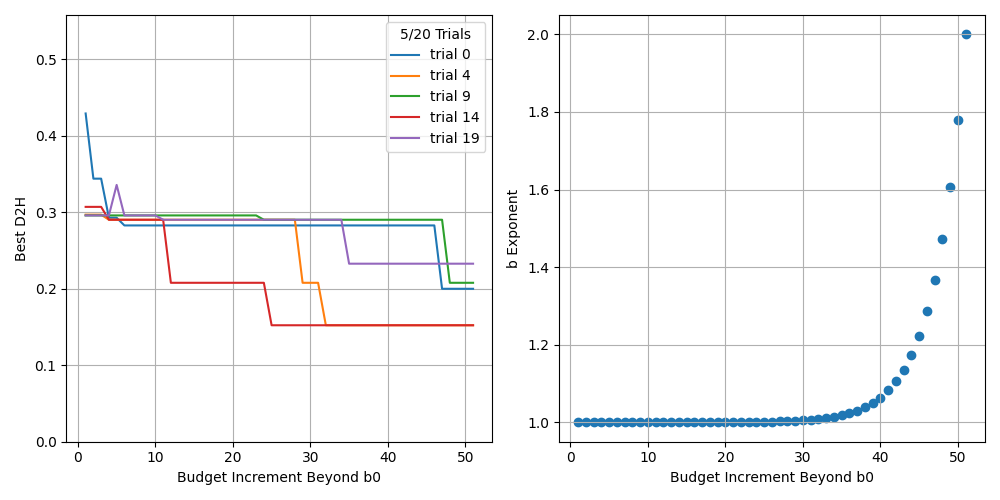 5/20 Trials
trial 0
trial 4
trial 9
trial 14
trial 19
Best D2H
0.5
0.4
0.3
0.2
0.1
0.0
0 10 20 30 40 50
Budget Increment Beyond b0
b Exponent
2.0
1.8
1.6
1.4
1.2
1.0
0 10 20 30 40 50
Budget Increment Beyond b0